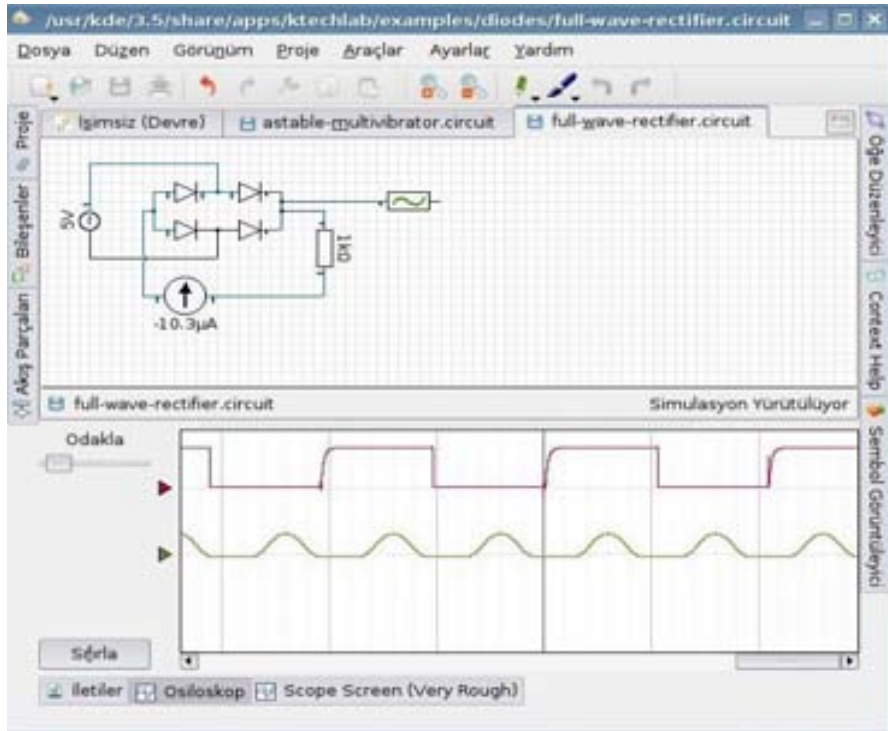 /usr/kde/3.5/share/apps/ktechlab/examples/diodes/full-wave-rectifier.circuit
Dosya Düzen Görünüm Proje Araçlar Ayarlar Yardım
İşimsiz (Devre) astable-multivibrator.circuit full-wave-rectifier.circuit
Proje
Bileşenler
Akış Parçaları
5V
1kΩ
-10.3µA
Öğe Düzenleyici
Context Help
Sembol Görüntüleyici
full-wave-rectifier.circuit Simulasyon Yürütülüyor
Odakla
Sıfırla
İletiler Osiloskop Scope Screen (Very Rough)